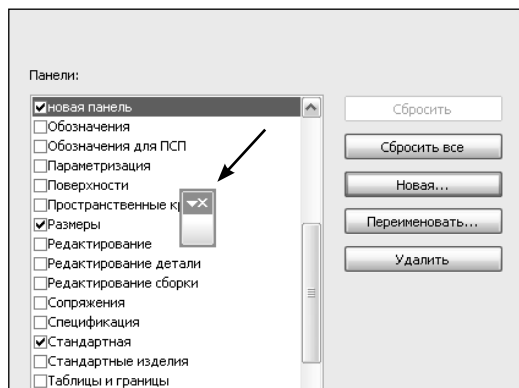 Панели:
новая панель
Обозначения
Обозначения для ПСП
Параметризация
Поверхности
Пространственные
Размеры
Редактирование
Редактирование детали
Редактирование сборки
Сопряжения
Спецификация
Стандартная
Стандартные изделия
Таблицы и границы
Сбросить
Сбросить все
Новая...
Переименовать...
Удалить